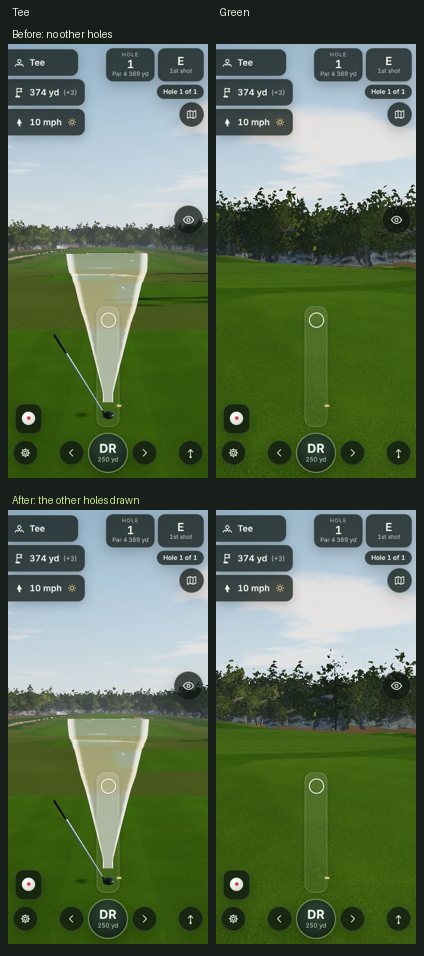 Tee
Green
Before: no other holes
Tee
HOLE
1
Par 4 369 yd
E
1st shot
374 yd (+3)
Hole 1 of 1
10 mph
DR
250 yd
Tee
HOLE
1
Par 4 369 yd
E
1st shot
374 yd (+3)
Hole 1 of 1
10 mph
DR
250 yd
After: the other holes drawn
Tee
HOLE
1
Par 4 369 yd
E
1st shot
374 yd (+3)
Hole 1 of 1
10 mph
DR
250 yd
Tee
HOLE
1
Par 4 369 yd
E
1st shot
374 yd (+3)
Hole 1 of 1
10 mph
DR
250 yd